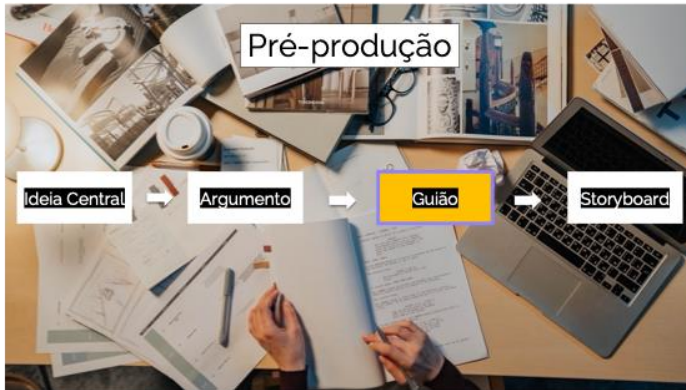 Pré-produção
Ideia Central
Argumento
Guião
Storyboard